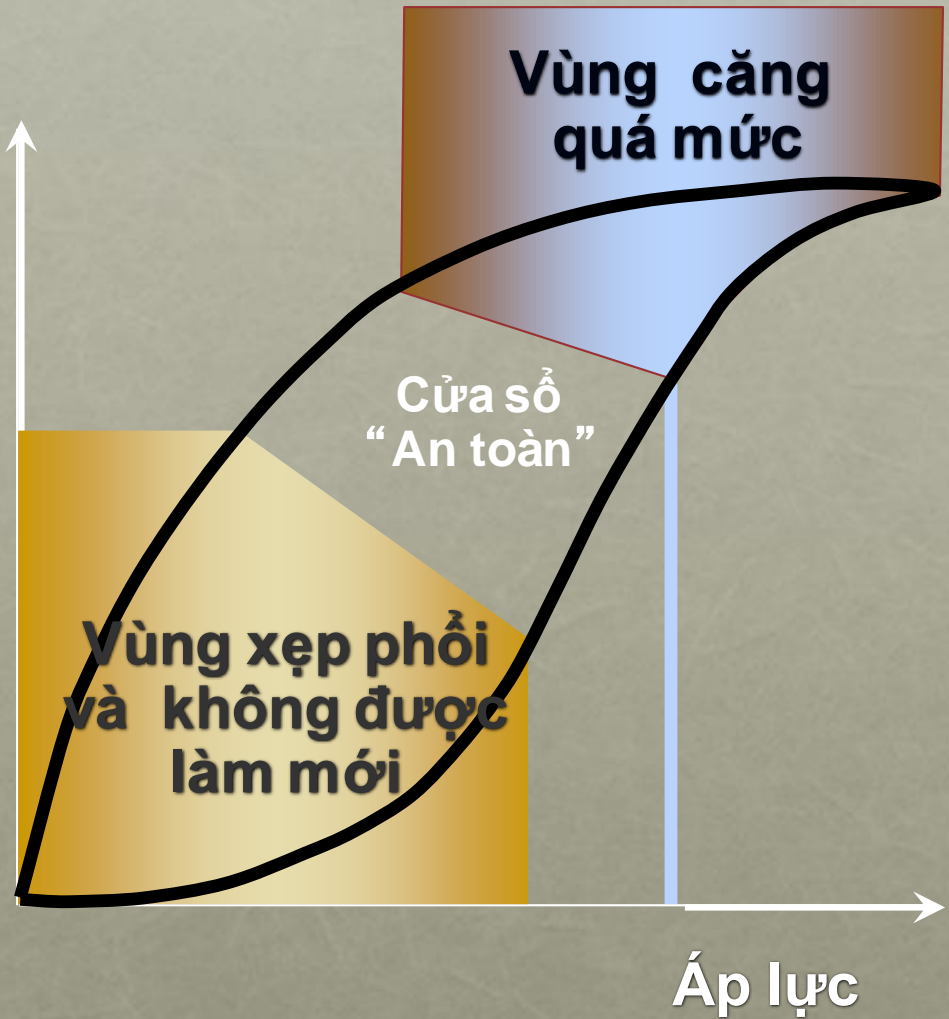 Vùng căng
quá mức
Cửa sổ
“An toàn”
Vùng xẹp phổi
và không được
làm mới
Áp lực